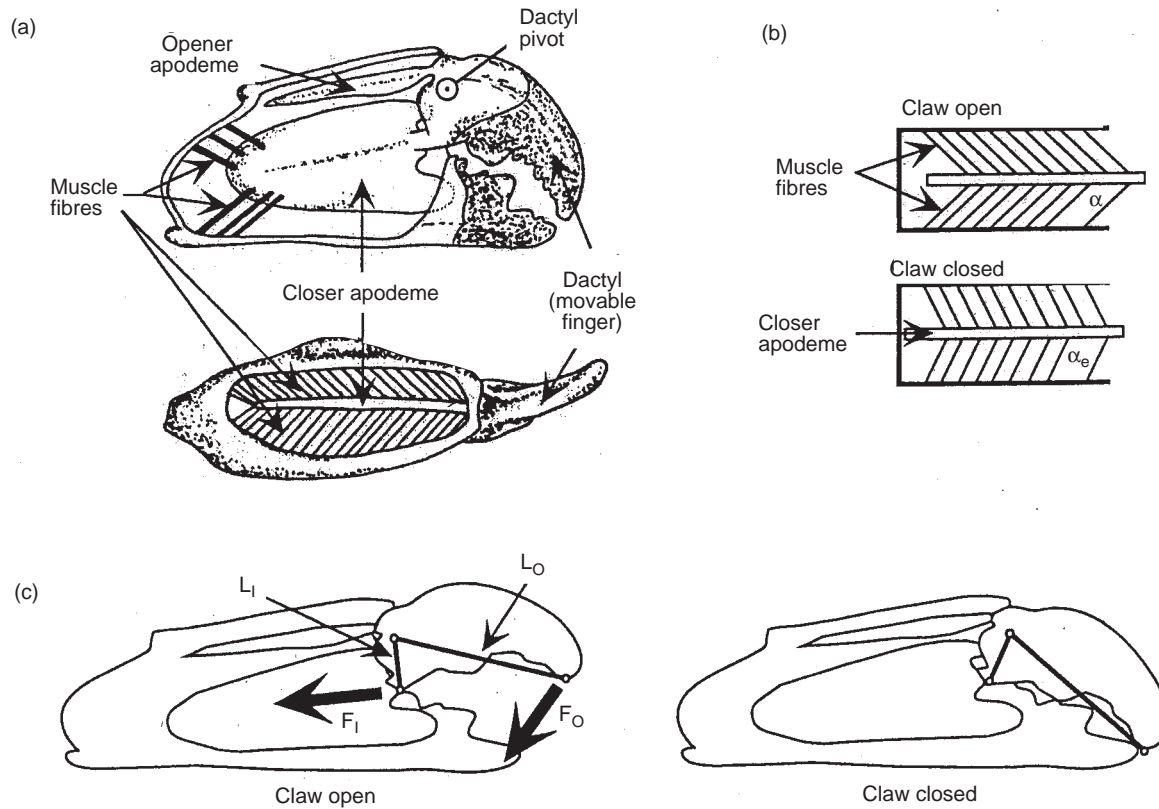 (a)
Opener
apodeme
Dactyl
pivot
Muscle
fibres
Closer apodeme
Dactyl
(movable
finger)
(b)
Claw open
Muscle
fibres
α
Claw closed
Closer
apodeme
αe
(c)
LI
LO
FI
FO
Claw open
Claw closed